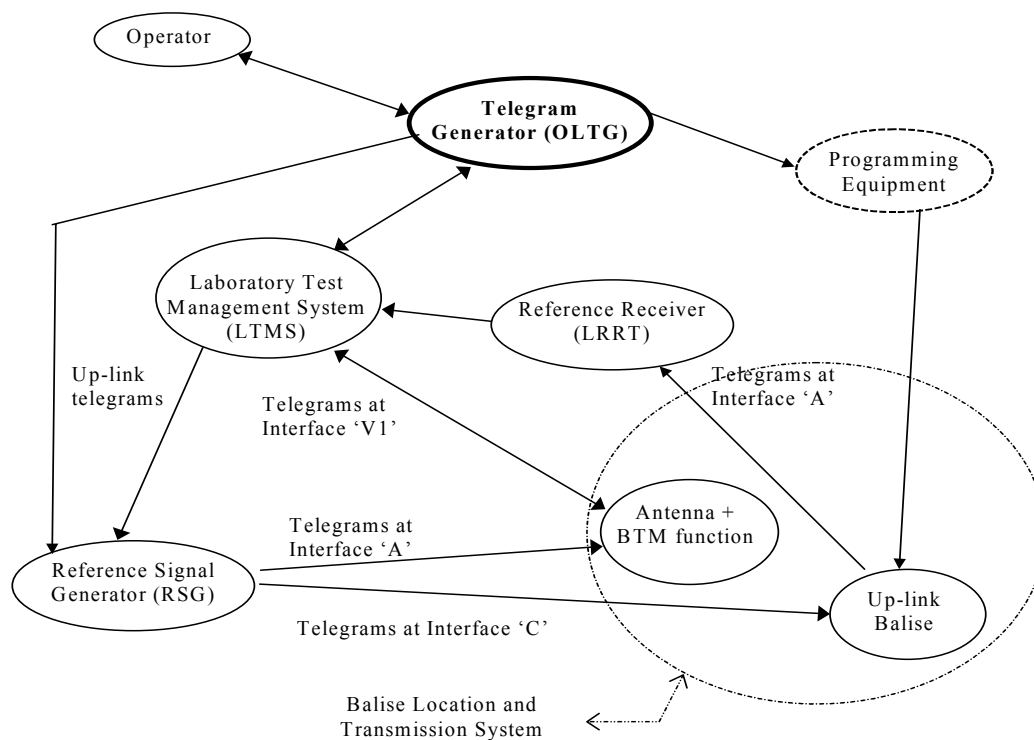 Operator
Telegram
Generator (OLTG)
Programming
Equipment
Laboratory Test
Management System
(LTMS)
Reference Receiver
(LRRT)
Up-link
telegrams
Telegrams at
Interface ‘V1’
Telegrams at
Interface ‘A’
Antenna +
BTM function
Telegrams at
Interface ‘A’
Reference Signal
Generator (RSG)
Up-link
Balise
Telegrams at Interface ‘C’
Balise Location and
Transmission System